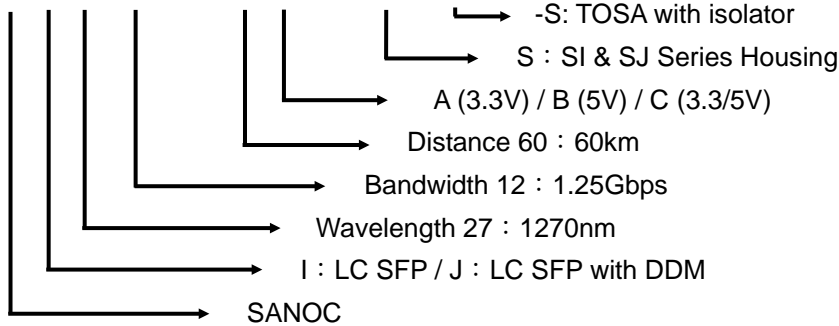 -S: TOSA with isolator
S：SI & SJ Series Housing
A (3.3V) / B (5V) / C (3.3/5V)
Distance 60：60km
Bandwidth 12：1.25Gbps
Wavelength 27：1270nm
I：LC SFP / J：LC SFP with DDM
SANOC